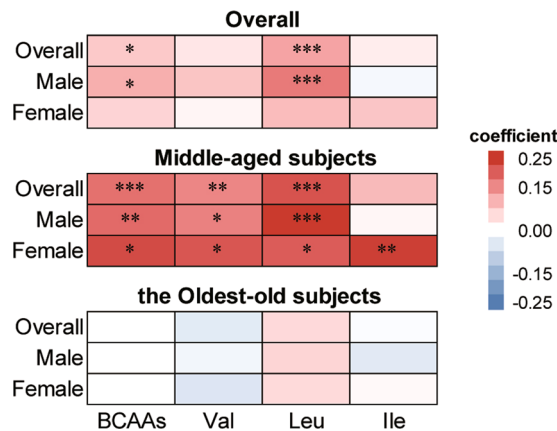 Overall
Overall * ***
Male * ***
Female
coefficient
0.25
0.15
0.00
-0.15
-0.25
Middle-aged subjects
Overall *** ** ***
Male ** * ***
Female * * * **
the Oldest-old subjects
Overall
Male
Female
BCAAs Val Leu Ile